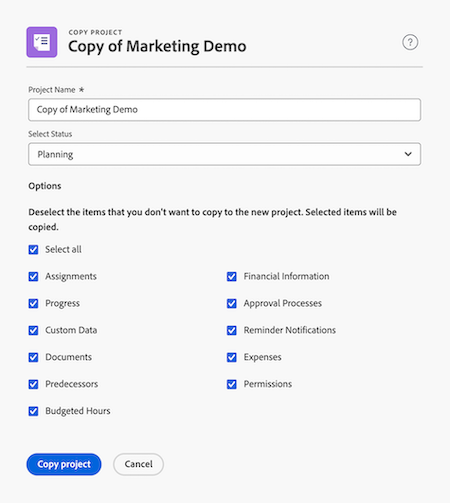 COPY PROJECT
Copy of Marketing Demo
?
Project Name *
Copy of Marketing Demo
Select Status
Planning
Options
Deselect the items that you don't want to copy to the new project. Selected items will be
copied.
Select all
Assignments
Financial Information
Progress
Approval Processes
Custom Data
Reminder Notifications
Documents
Expenses
Predecessors
Permissions
Budgeted Hours
Copy project
Cancel